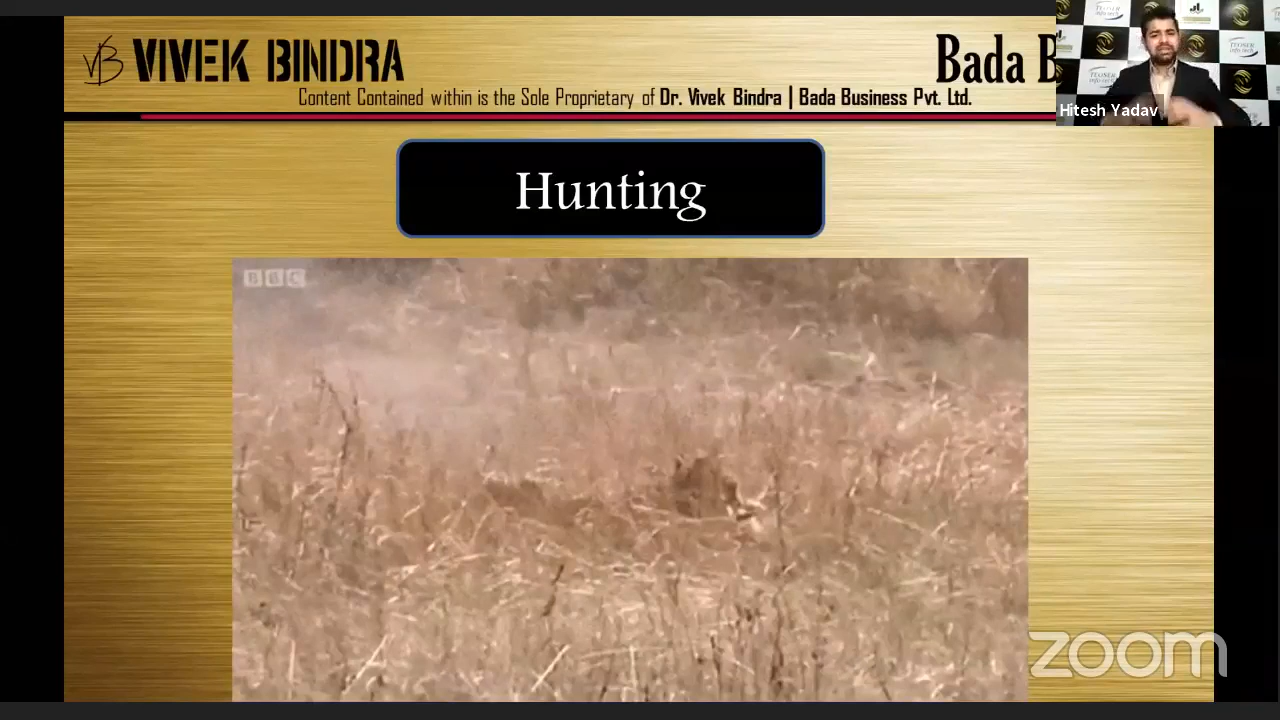 VB VIVEK BINDRA
Bada B
Content Contained within is the Sole Proprietary of Dr. Vivek Bindra | Bada Business Pvt. Ltd.
Hitesh Yadav
Hunting
BBC
zoom